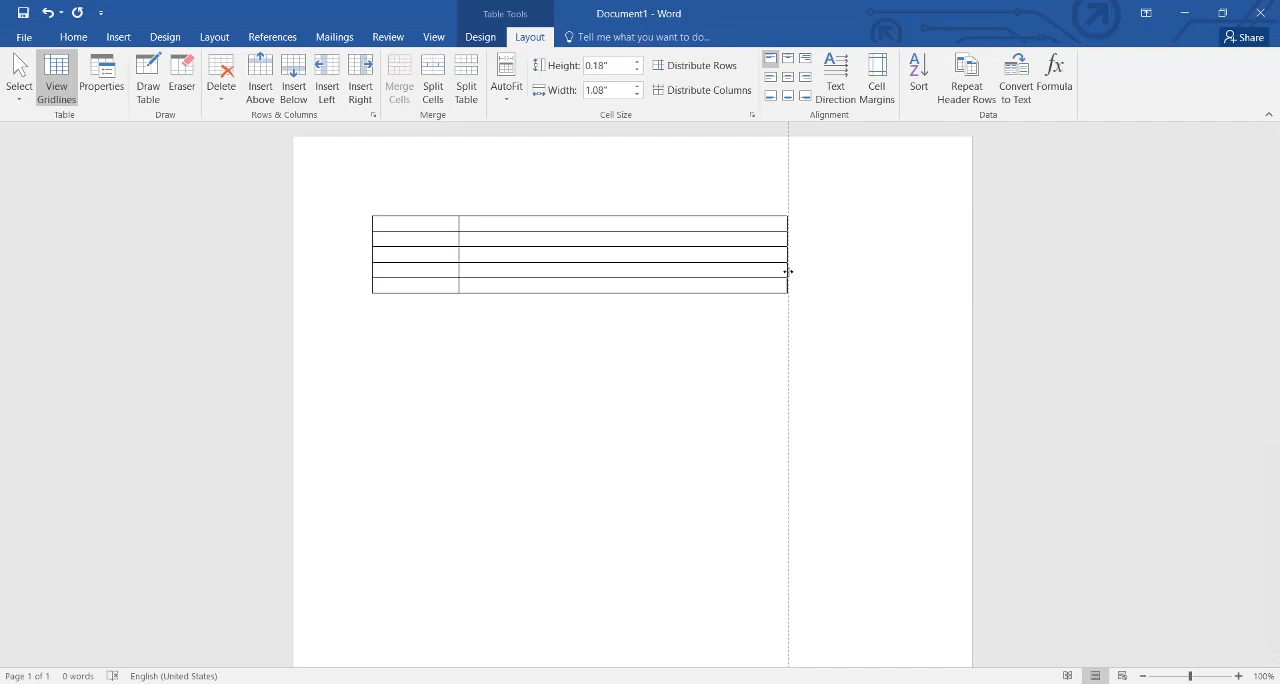 Table Tools
Document1 - Word
File Home Insert Design Layout References Mailings Review View Design Layout Tell me what you want to do... Share
Height: 0.18" Distribute Rows
Select View Gridlines Properties Draw Table Eraser Delete Insert Above Insert Below Insert Left Insert Right Merge Cells Split Cells Split Table AutoFit Width: 1.08" Distribute Columns Text Direction Cell Margins A Z Sort Repeat Header Rows Convert to Text fx Formula
Table Draw Rows & Columns Merge Cell Size Alignment Data
Page 1 of 1 0 words English (United States) 100%